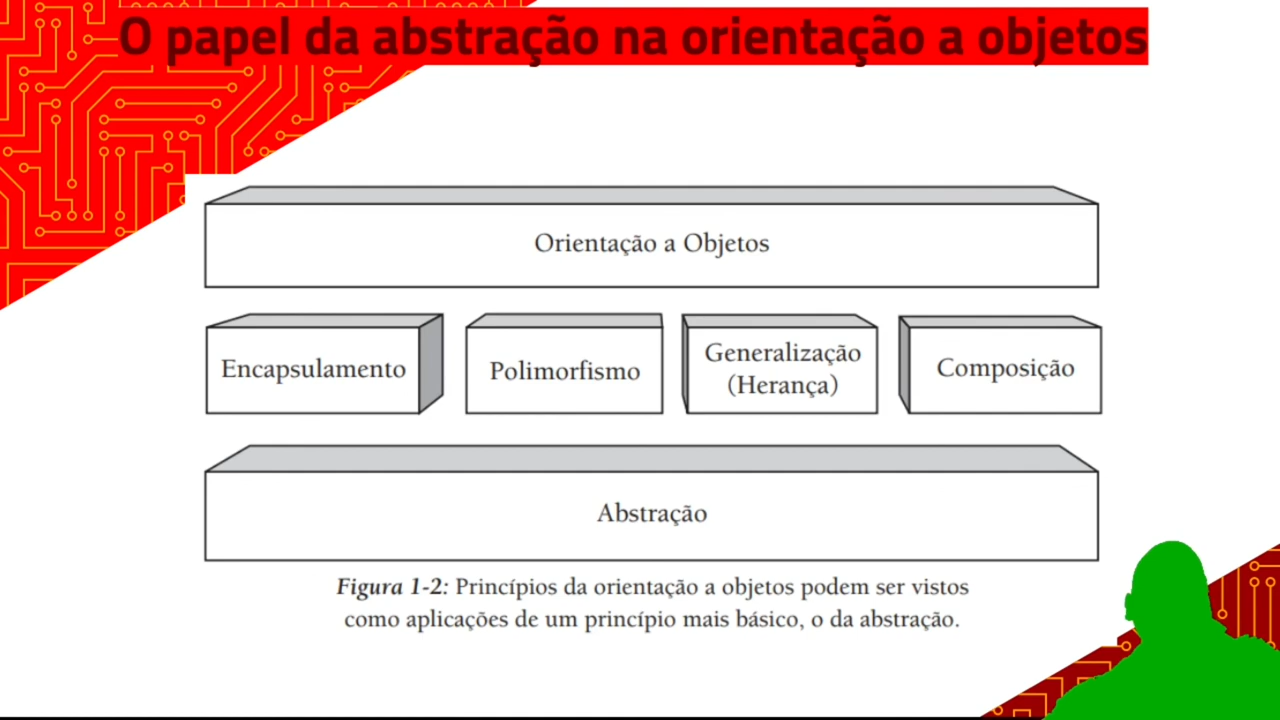 O papel da abstração na orientação a objetos
Orientação a Objetos
Encapsulamento
Polimorfismo
Generalização
(Herança)
Composição
Abstração
Figura 1-2: Princípios da orientação a objetos podem ser vistos
como aplicações de um princípio mais básico, o da abstração.